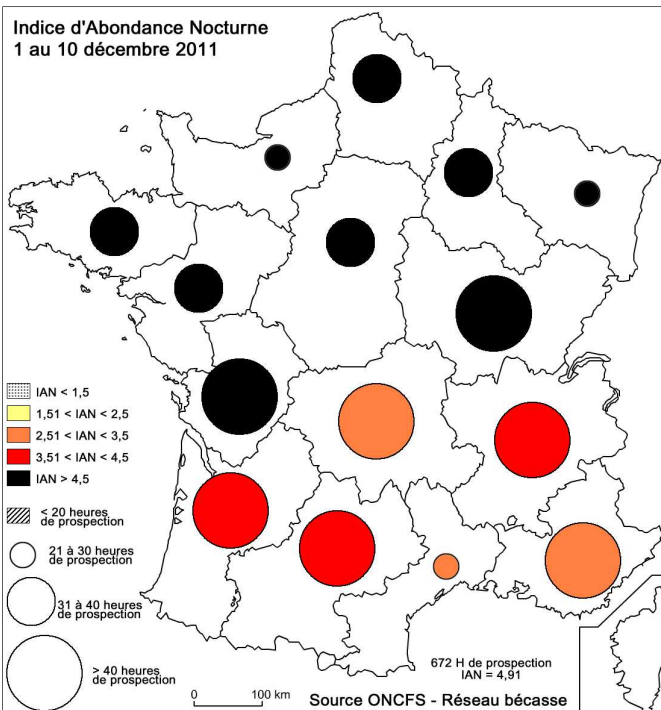 Indice d'Abondance Nocturne
1 au 10 décembre 2011
IAN < 1,5
1,51 < IAN < 2,5
2,51 < IAN < 3,5
3,51 < IAN < 4,5
IAN > 4,5
< 20 heures
de prospection
21 à 30 heures
de prospection
31 à 40 heures
de prospection
> 40 heures
de prospection
672 H de prospection
IAN = 4,91
0 100 km
Source ONCFS - Réseau bécasse